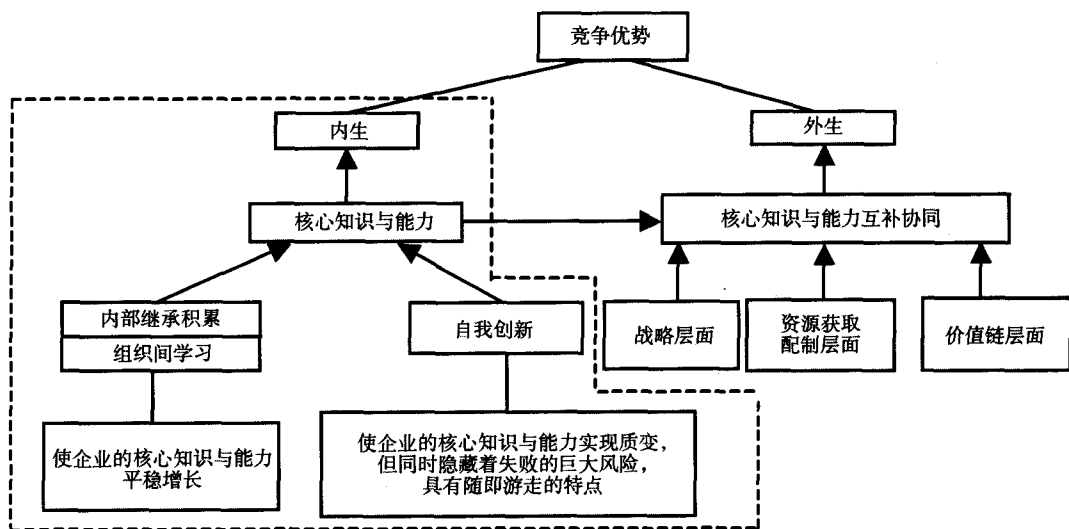 竞争优势
内生
外生
核心知识与能力
核心知识与能力互补协同
内部继承积累
组织间学习
自我创新
战略层面
资源获取
配制层面
价值链层面
使企业的核心知识与能力
平稳增长
使企业的核心知识与能力实现质变，
但同时隐藏着失败的巨大风险，
具有随即游走的特点